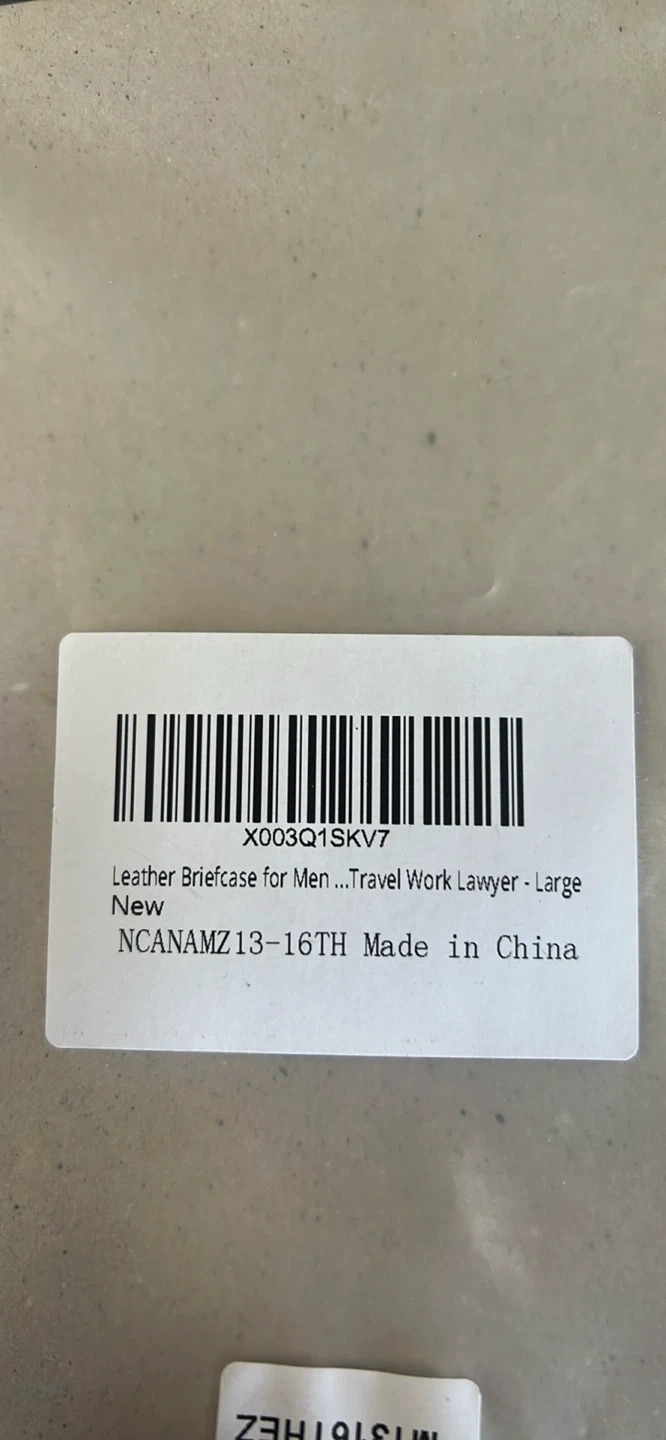 X003Q1SKV7
Leather Briefcase for Men ...Travel Work Lawyer - Large
New
NCANAMZ13-16TH Made in China